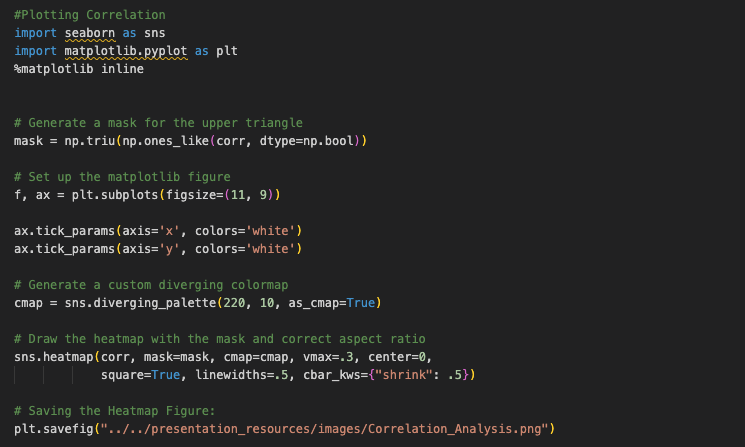 #Plotting Correlation
import seaborn as sns
import matplotlib.pyplot as plt
%matplotlib inline
# Generate a mask for the upper triangle
mask = np.triu(np.ones_like(corr, dtype=np.bool))
# Set up the matplotlib figure
f, ax = plt.subplots(figsize=(11, 9))
ax.tick_params(axis='x', colors='white')
ax.tick_params(axis='y', colors='white')
# Generate a custom diverging colormap
cmap = sns.diverging_palette(220, 10, as_cmap=True)
# Draw the heatmap with the mask and correct aspect ratio
sns.heatmap(corr, mask=mask, cmap=cmap, vmax=.3, center=0,
            square=True, linewidths=.5, cbar_kws={"shrink": .5})
# Saving the Heatmap Figure:
plt.savefig("../../presentation_resources/images/Correlation_Analysis.png")